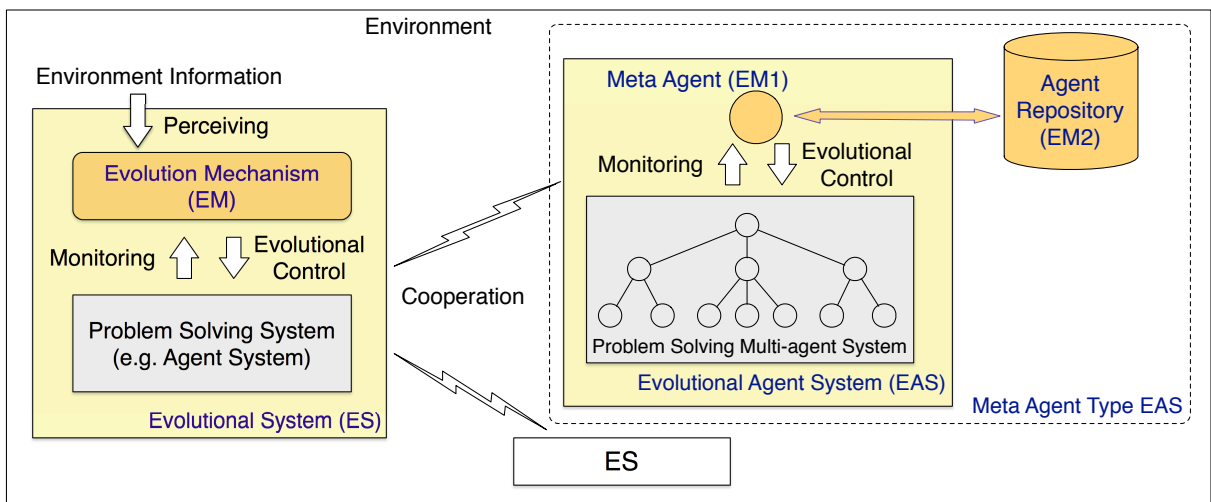 Environment
Environment Information
Perceiving
Evolution Mechanism
(EM)
Monitoring
Evolutional
Control
Problem Solving System
(e.g. Agent System)
Evolutional System (ES)
Cooperation
ES
Meta Agent (EM1)
Monitoring
Evolutional
Control
Problem Solving Multi-agent System
Evolutional Agent System (EAS)
Agent
Repository
(EM2)
Meta Agent Type EAS